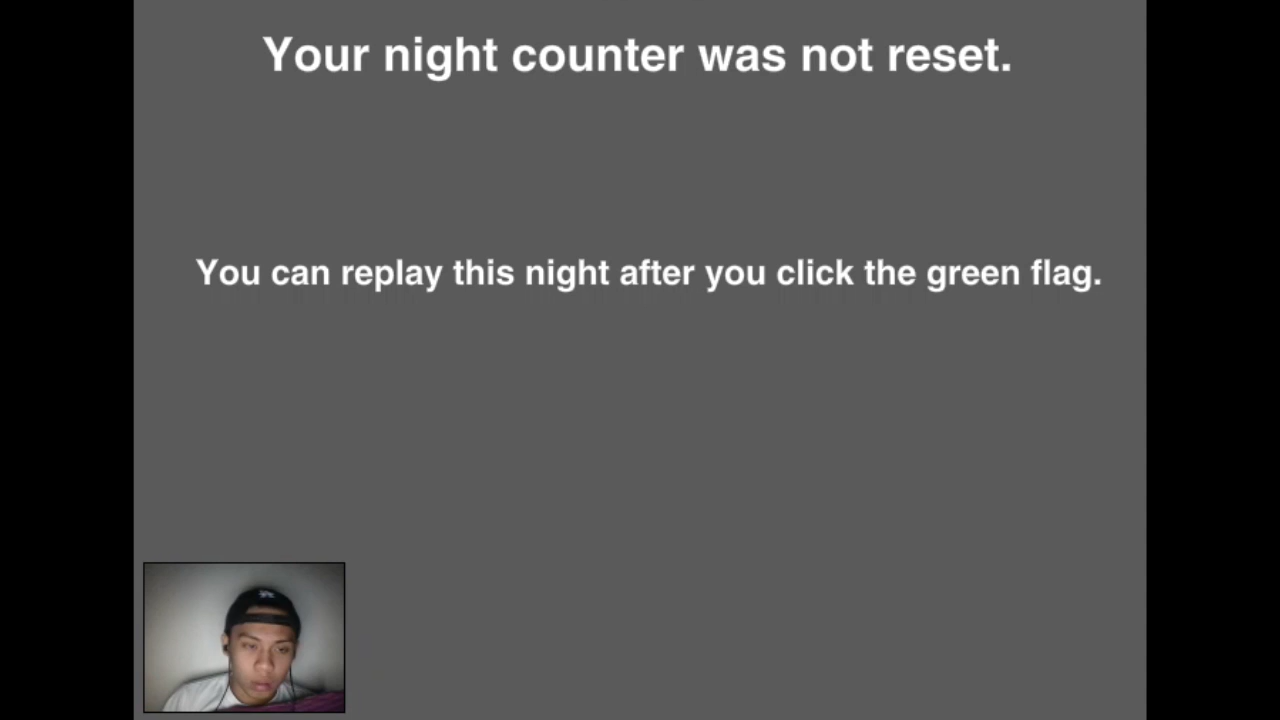 Your night counter was not reset.
You can replay this night after you click the green flag.